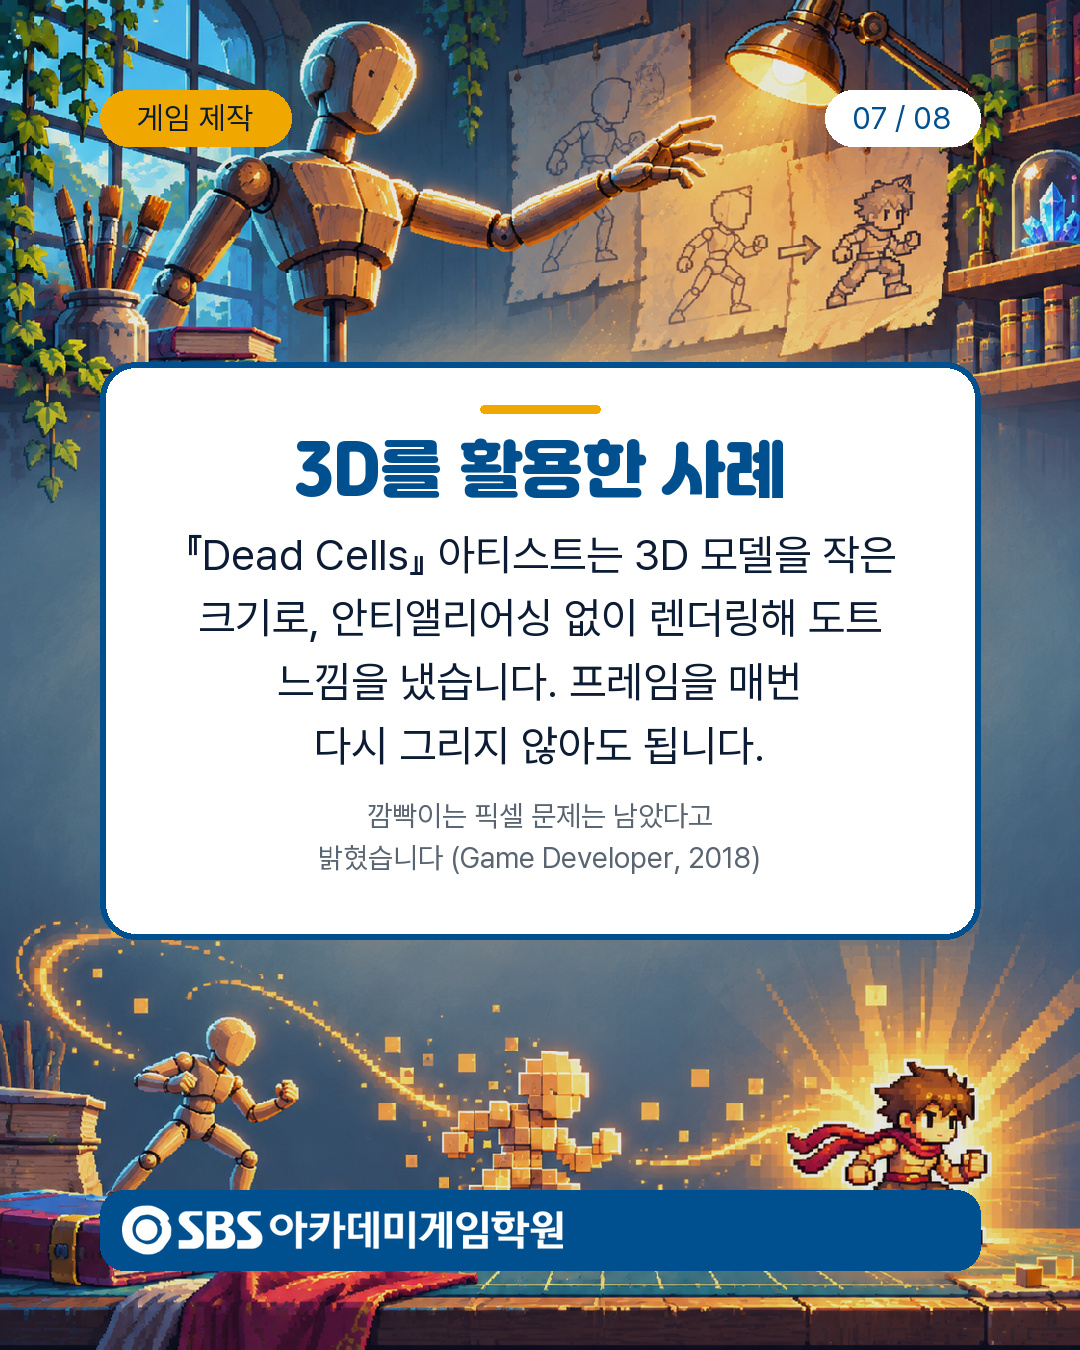 게임 제작
07 / 08
3D를 활용한 사례
『Dead Cells』 아티스트는 3D 모델을 작은
크기로, 안티앨리어싱 없이 렌더링해 도트
느낌을 냈습니다. 프레임을 매번
다시 그리지 않아도 됩니다.
깜빡이는 픽셀 문제는 남았다고
밝혔습니다 (Game Developer, 2018)
SBS 아카데미게임학원